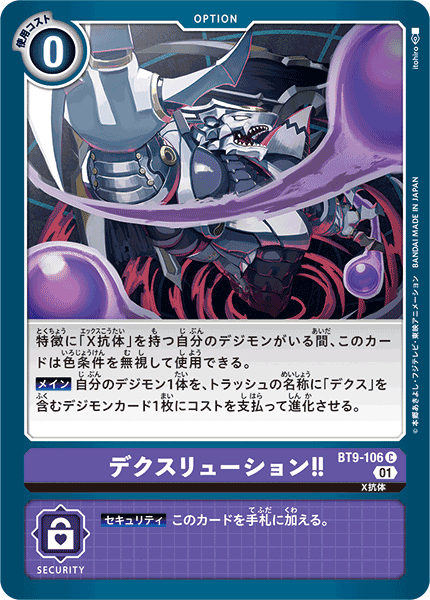 OPTION
使用コスト
0
itohiro
BANDAI MADE IN JAPAN
©本郷あきよし・フジテレビ・東映アニメーション
特徴に「X抗体」を持つ自分のデジモンがいる間、このカー
ドは色条件を無視して使用できる。
メイン 自分のデジモン1体を、トラッシュの名称に「デクス」を
含むデジモンカード1枚にコストを支払って進化させる。
デクスリューション!!
BT9-106 C
01
X抗体
セキュリティ このカードを手札に加える。
SECURITY